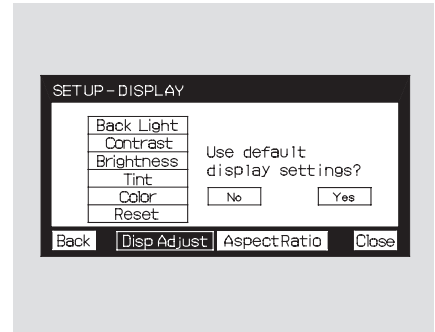 SETUP-DISPLAY
Back Light
Contrast
Brightness
Tint
Color
Reset
Use default
display settings?
No Yes
Back Disp Adjust AspectRatio Close